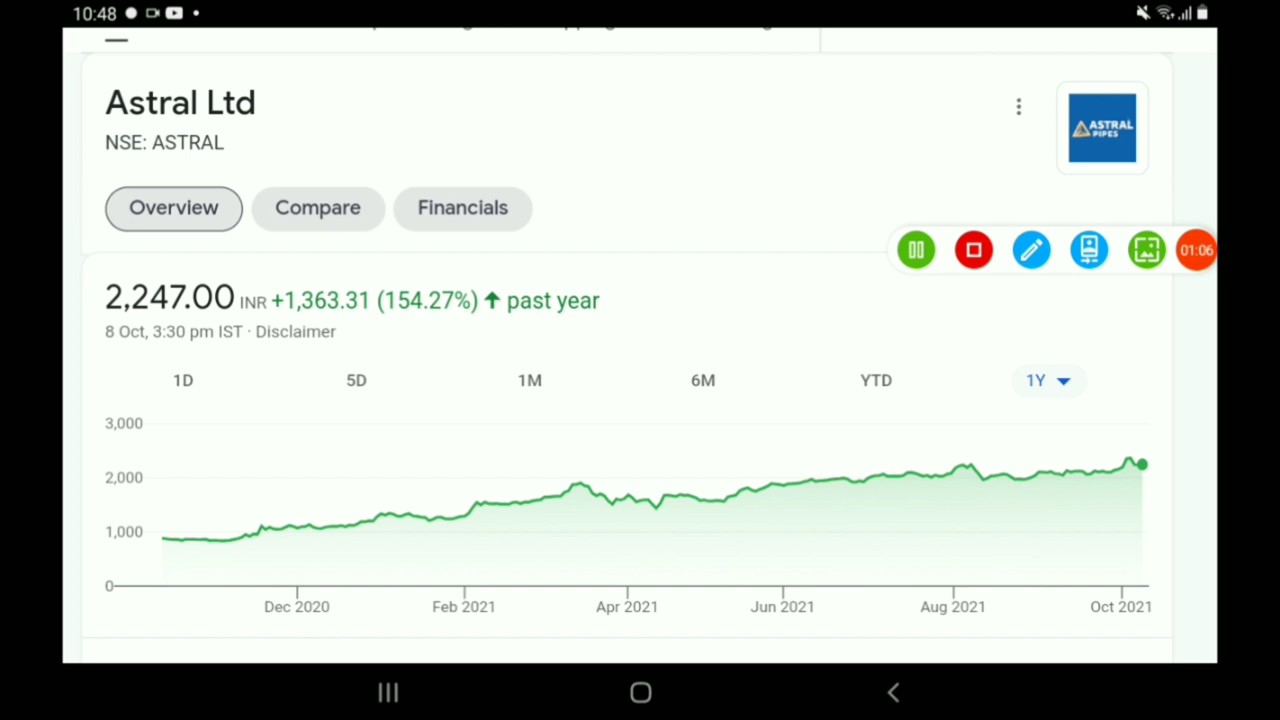 10:48
Astral Ltd
NSE: ASTRAL
ASTRAL
PIPES
Overview Compare Financials
01:06
2,247.00 INR +1,363.31 (154.27%) ↑ past year
8 Oct, 3:30 pm IST · Disclaimer
1D 5D 1M 6M YTD 1Y
3,000
2,000
1,000
0
Dec 2020 Feb 2021 Apr 2021 Jun 2021 Aug 2021 Oct 2021